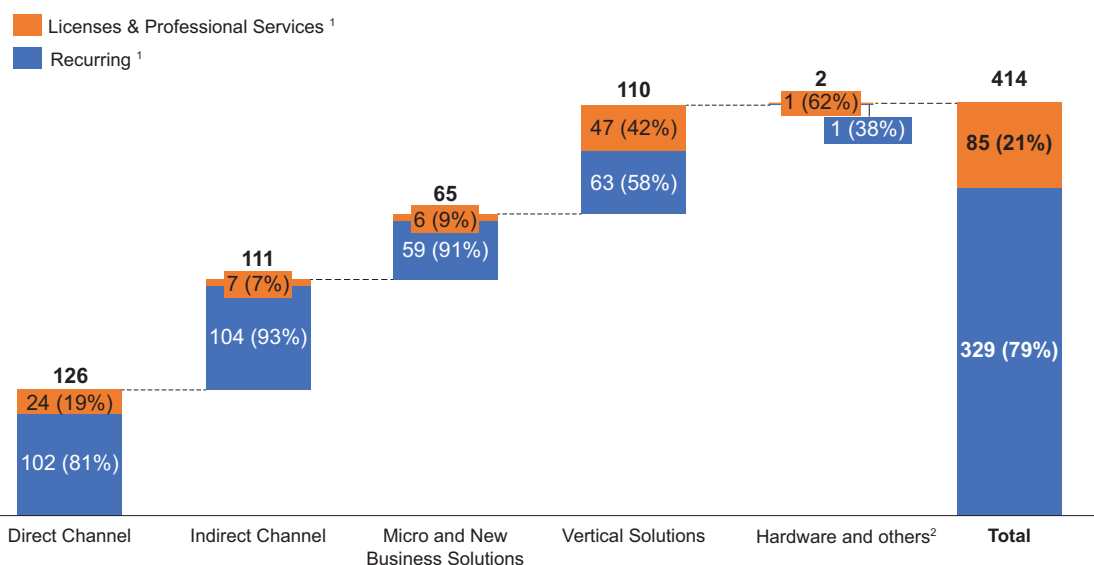 Licenses & Professional Services 1
Recurring 1
126
24 (19%)
102 (81%)
111
7 (7%)
104 (93%)
65
6 (9%)
59 (91%)
110
47 (42%)
63 (58%)
2
1 (62%)
1 (38%)
414
85 (21%)
329 (79%)
Direct Channel
Indirect Channel
Micro and New
Business Solutions
Vertical Solutions
Hardware and others2
Total